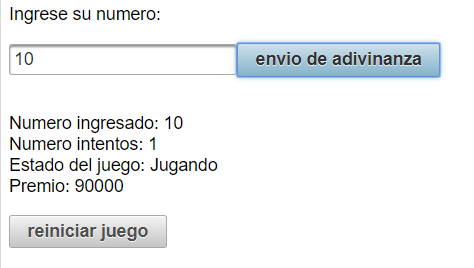 Ingrese su numero:
10 envio de adivinanza
Numero ingresado: 10
Numero intentos: 1
Estado del juego: Jugando
Premio: 90000
reiniciar juego